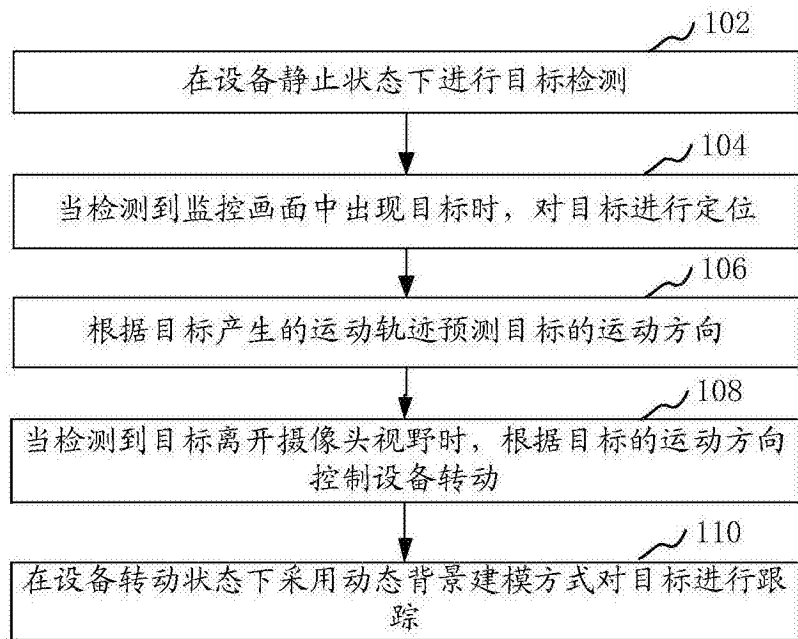 102
在设备静止状态下进行目标检测
104
当检测到监控画面中出现目标时，对目标进行定位
106
根据目标产生的运动轨迹预测目标的运动方向
108
当检测到目标离开摄像头视野时，根据目标的运动方向
控制设备转动
110
在设备转动状态下采用动态背景建模方式对目标进行跟
踪